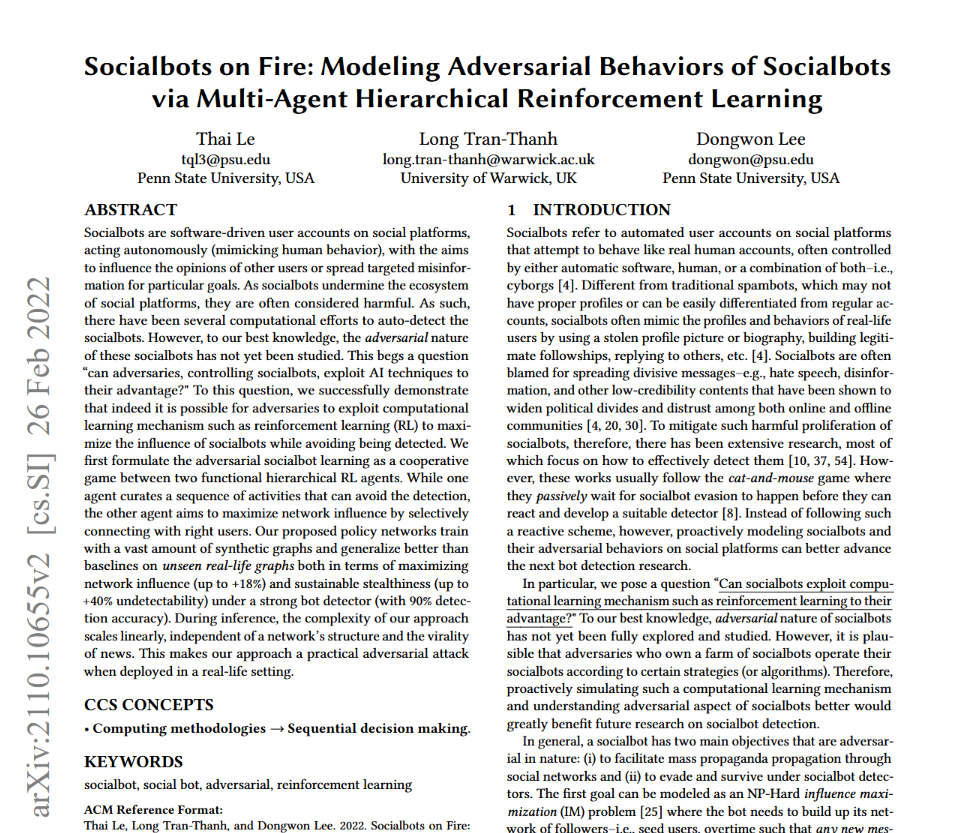 Socialbots on Fire: Modeling Adversarial Behaviors of Socialbots
via Multi-Agent Hierarchical Reinforcement Learning
Thai Le
tql3@psu.edu
Penn State University, USA
Long Tran-Thanh
long.tran-thanh@warwick.ac.uk
University of Warwick, UK
Dongwon Lee
dongwon@psu.edu
Penn State University, USA
arXiv:2110.10655v2 [cs.SI] 26 Feb 2022
ABSTRACT
Socialbots are software-driven user accounts on social platforms,
acting autonomously (mimicking human behavior), with the aims
to influence the opinions of other users or spread targeted misinfor-
mation for particular goals. As socialbots undermine the ecosystem
of social platforms, they are often considered harmful. As such,
there have been several computational efforts to auto-detect the
socialbots. However, to our best knowledge, the adversarial nature
of these socialbots has not yet been studied. This begs a question
“can adversaries, controlling socialbots, exploit AI techniques to
their advantage?" To this question, we successfully demonstrate
that indeed it is possible for adversaries to exploit computational
learning mechanism such as reinforcement learning (RL) to maxi-
mize the influence of socialbots while avoiding being detected. We
first formulate the adversarial socialbot learning as a cooperative
game between two functional hierarchical RL agents. While one
agent curates a sequence of activities that can avoid the detection,
the other agent aims to maximize network influence by selectively
connecting with right users. Our proposed policy networks train
with a vast amount of synthetic graphs and generalize better than
baselines on unseen real-life graphs both in terms of maximizing
network influence (up to +18%) and sustainable stealthiness (up to
+40% undetectability) under a strong bot detector (with 90% detec-
tion accuracy). During inference, the complexity of our approach
scales linearly, independent of a network's structure and the virality
of news. This makes our approach a practical adversarial attack
when deployed in a real-life setting.
CCS CONCEPTS
• Computing methodologies → Sequential decision making.
KEYWORDS
socialbot, social bot, adversarial, reinforcement learning
ACM Reference Format:
Thai Le, Long Tran-Thanh, and Dongwon Lee. 2022. Socialbots on Fire:
1 INTRODUCTION
Socialbots refer to automated user accounts on social platforms
that attempt to behave like real human accounts, often controlled
by either automatic software, human, or a combination of both–i.e.,
cyborgs [4]. Different from traditional spambots, which may not
have proper profiles or can be easily differentiated from regular ac-
counts, socialbots often mimic the profiles and behaviors of real-life
users by using a stolen profile picture or biography, building legiti-
mate followships, replying to others, etc. [4]. Socialbots are often
blamed for spreading divisive messages–e.g., hate speech, disinfor-
mation, and other low-credibility contents that have been shown to
widen political divides and distrust among both online and offline
communities [4, 20, 30]. To mitigate such harmful proliferation of
socialbots, therefore, there has been extensive research, most of
which focus on how to effectively detect them [10, 37, 54]. How-
ever, these works usually follow the cat-and-mouse game where
they passively wait for socialbot evasion to happen before they can
react and develop a suitable detector [8]. Instead of following such
a reactive scheme, however, proactively modeling socialbots and
their adversarial behaviors on social platforms can better advance
the next bot detection research.
In particular, we pose a question “Can socialbots exploit compu-
tational learning mechanism such as reinforcement learning to their
advantage?" To our best knowledge, adversarial nature of socialbots
has not yet been fully explored and studied. However, it is plau-
sible that adversaries who own a farm of socialbots operate their
socialbots according to certain strategies (or algorithms). Therefore,
proactively simulating such a computational learning mechanism
and understanding adversarial aspect of socialbots better would
greatly benefit future research on socialbot detection.
In general, a socialbot has two main objectives that are adversar-
ial in nature: (i) to facilitate mass propaganda propagation through
social networks and (ii) to evade and survive under socialbot detec-
tors. The first goal can be modeled as an NP-Hard influence maxi-
mization (IM) problem [25] where the bot needs to build up its net-
work of followers–i.e., seed users, overtime such that any new mes-